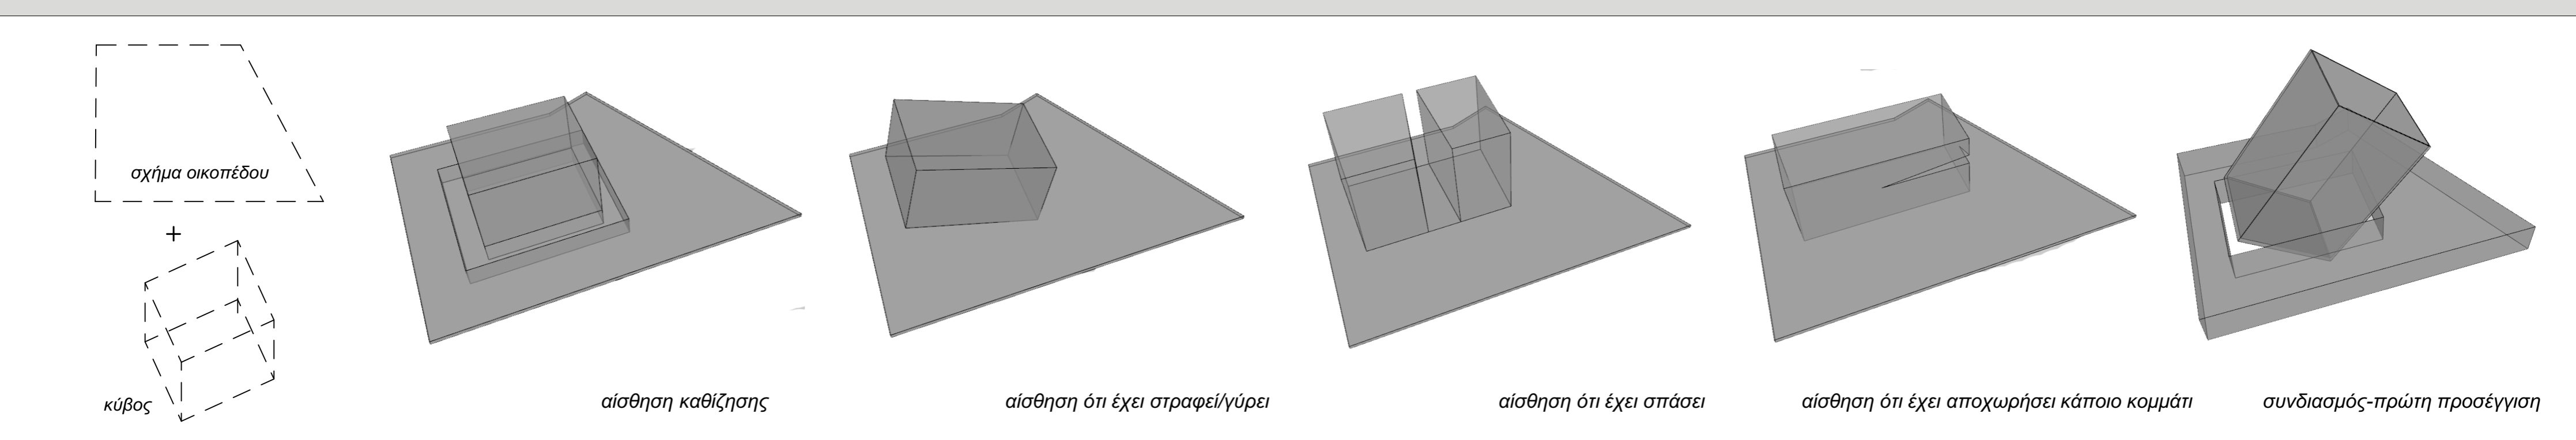 σχήμα οικοπέδου
+
κύβος
αίσθηση καθίζησης
αίσθηση ότι έχει στραφεί/γύρει
αίσθηση ότι έχει σπάσει
αίσθηση ότι έχει αποχωρήσει κάποιο κομμάτι
συνδιασμός-πρώτη προσέγγιση